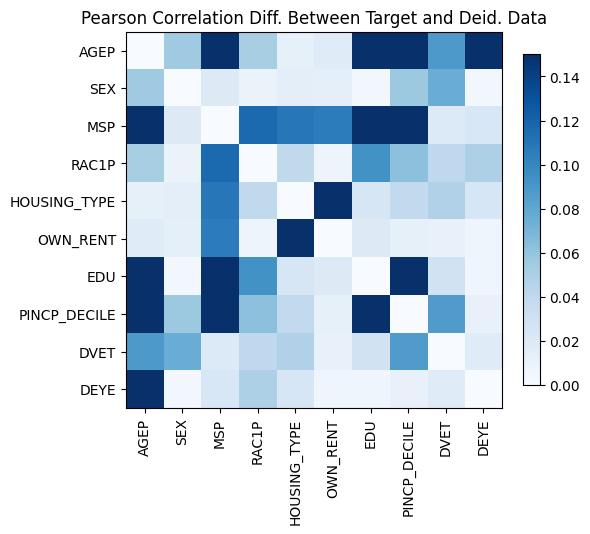 Pearson Correlation Diff. Between Target and Deid. Data
AGEP
SEX
MSP
RAC1P
HOUSING_TYPE
OWN_RENT
EDU
PINCP_DECILE
DVET
DEYE
AGEP
SEX
MSP
RAC1P
HOUSING_TYPE
OWN_RENT
EDU
PINCP_DECILE
DVET
DEYE
0.14
0.12
0.10
0.08
0.06
0.04
0.02
0.00